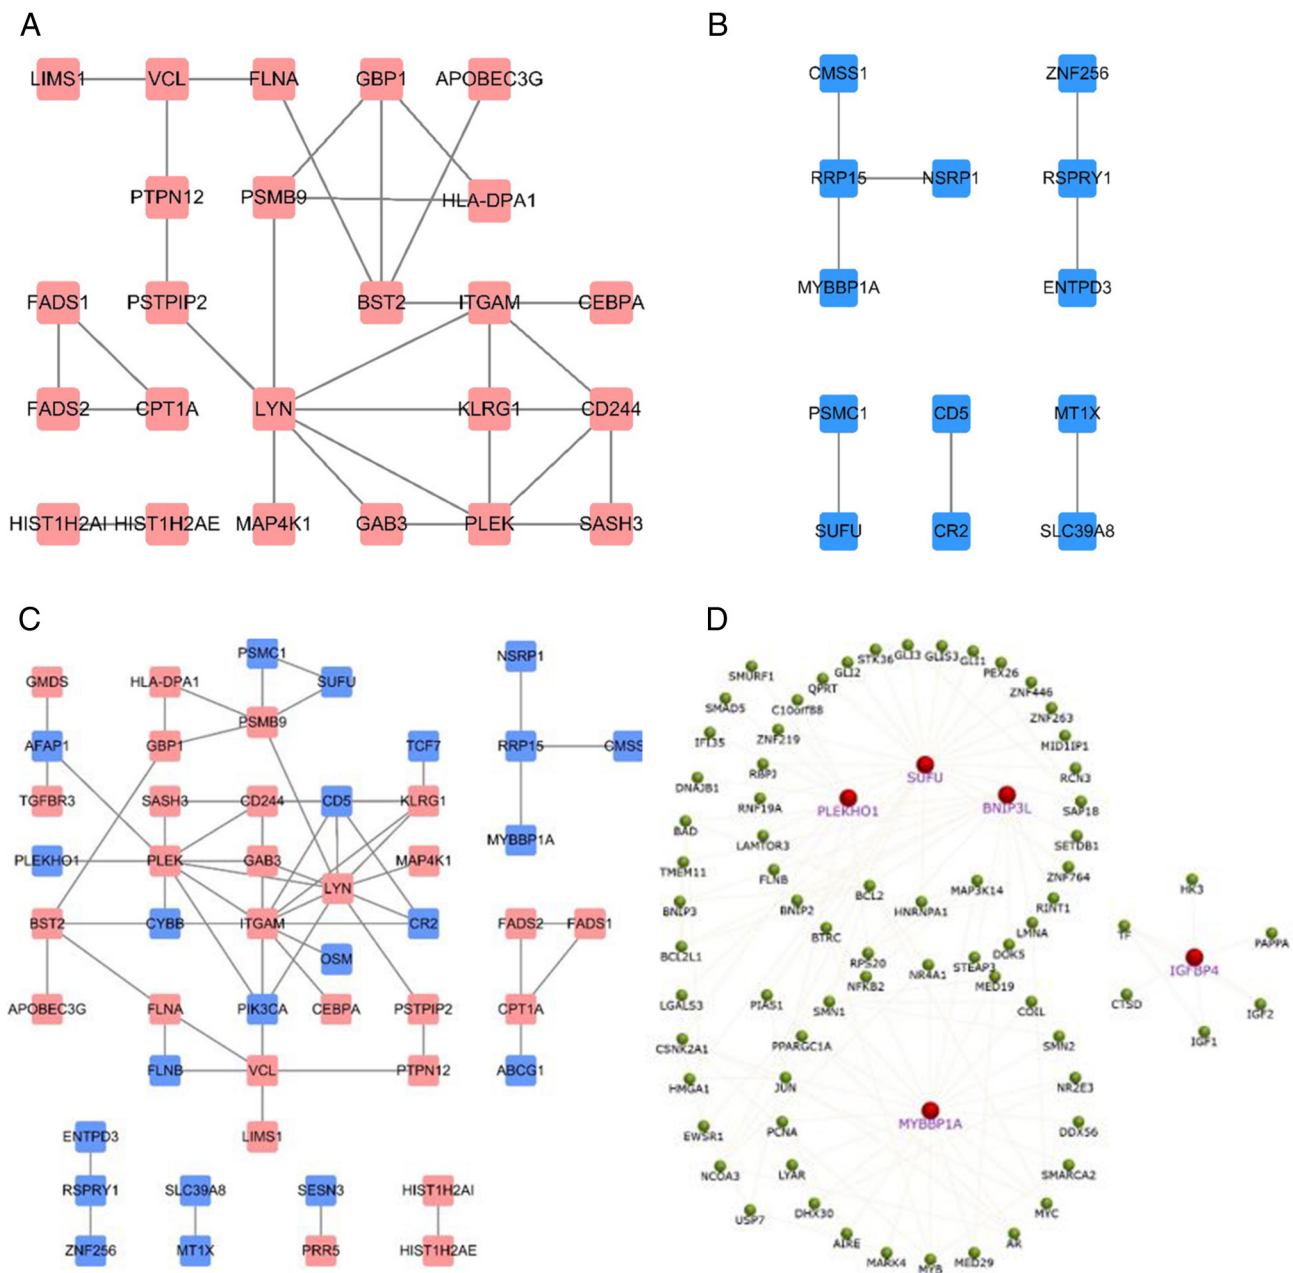 A
LIMS1 VCL FLNA GBP1 APOBEC3G
PTPN12 PSMB9 HLA-DPA1
FADS1 PSTPIP2 BST2 ITGAM CEBPA
FADS2 CPT1A LYN KLRG1 CD244
HIST1H2AI HIST1H2AE MAP4K1 GAB3 PLEK SASH3
B
CMSS1 ZNF256
RRP15 NSRP1 RSPRY1
MYBBP1A ENTPD3
PSMC1 CD5 MT1X
SUFU CR2 SLC39A8
C
PSMC1 NSRP1
GMDS HLA-DPA1 SUFU
PSMB9
AFAP1 GBP1 TCF7 RRP15 CMSS
TGFBR3 SASH3 CD244 CD5 KLRG1
MYBBP1A
PLEKHO1 PLEK GAB3 MAP4K1
LYN
BST2 CYBB ITGAM CR2 FADS2 FADS1
OSM
APOBEC3G FLNA PIK3CA CEBPA PSTPIP2 CPT1A
FLNB VCL PTPN12 ABCG1
ENTPD3 LIMS1
RSPRY1 SLC39A8 SESN3 HIST1H2AI
ZNF256 MT1X PRR5 HIST1H2AE
D
STK36 GLI3 GLIS3 GLI1
SMURF1 GLI2 PEX26
QPRT ZNF446
SMAD5 C10orf88 ZNF263
IFI35 ZNF219 MID1IP1
RBPJ SUFU RCN3
DNAJB1
RNF19A PLEKHO1 BNIP3L SAP18
BAD LAMTOR3 SETDB1
TMEM11 FLNB ZNF764
BCL2 MAP3K14 HK3
BNIP3 BNIP2 HNRNPA1 RINT1
BTRC LMNA TF
BCL2L1 RPS20 STEAP3 DOK5 PAPPA
NFKB2 NR4A1 MED19 IGFBP4
LGALS3 PIAS1 SMN1 COIL CTSD IGF2
CSNK2A1 PPARGC1A SMN2 IGF1
HMGA1 JUN NR2E3
EWSR1 PCNA MYBBP1A DDX56
NCOA3 LYAR SMARCA2
USP7 DHX30 MYC
AIRE AR
MARK4 MYB MED29